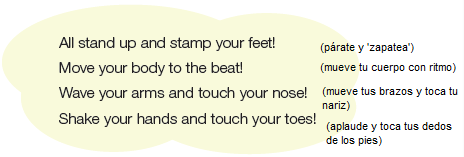 All stand up and stamp your feet! (párate y 'zapatea')
Move your body to the beat! (mueve tu cuerpo con ritmo)
Wave your arms and touch your nose! (mueve tus brazos y toca tu
nariz)
Shake your hands and touch your toes! (aplaude y toca tus dedos
de los pies)